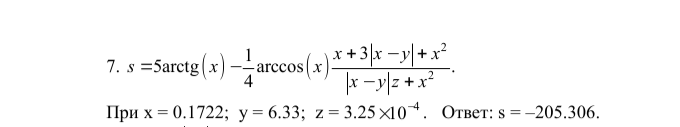 7. s =5arctg(x) −1/4 arccos(x) (x + 3|x − y| + x²)/(|x − y|z + x²).
При x = 0.1722; y = 6.33; z = 3.25×10⁻⁴. Ответ: s = –205.306.